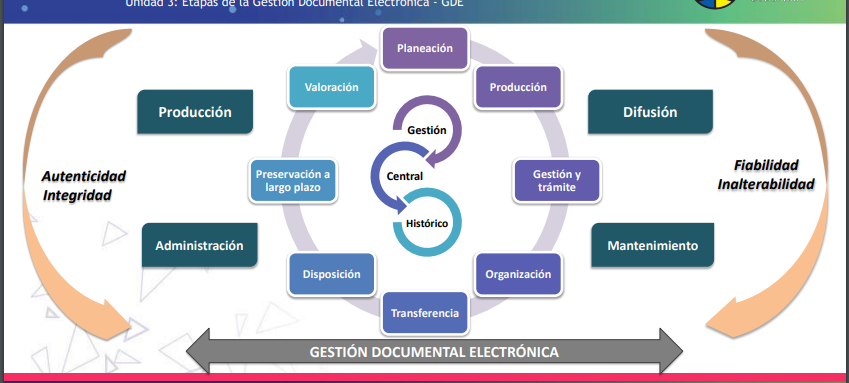 Unidad 3: Etapas de la Gestión Documental Electrónica - GDE
Planeación
Valoración
Producción
Producción
Difusión
Gestión
Autenticidad
Integridad
Preservación a
largo plazo
Central
Gestión y
trámite
Fiabilidad
Inalterabilidad
Histórico
Administración
Mantenimiento
Disposición
Organización
Transferencia
GESTIÓN DOCUMENTAL ELECTRÓNICA